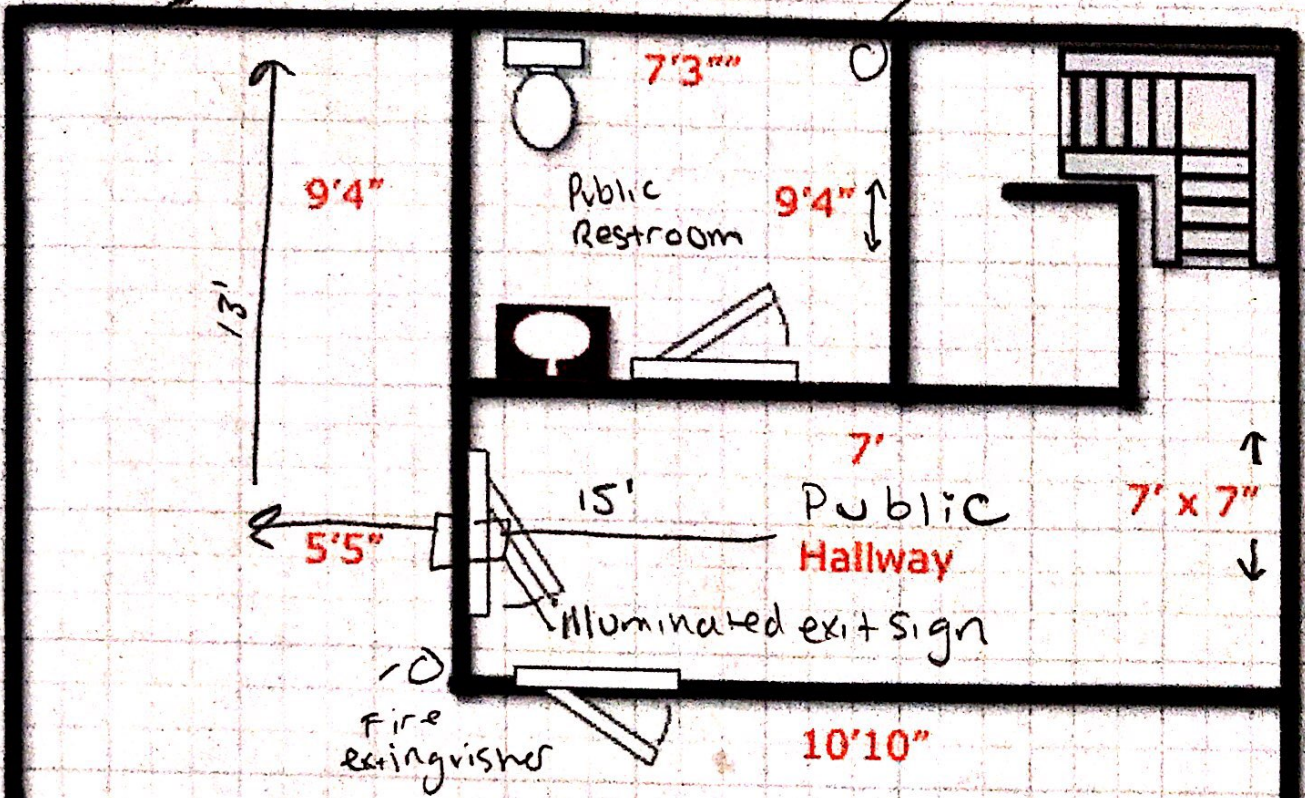 7'3""
9'4"
Public
Restroom
9'4"
13'
7'
15'
Public
Hallway
7' x 7"
5'5"
Illuminated exit sign
Fire
extinguisher
10'10"